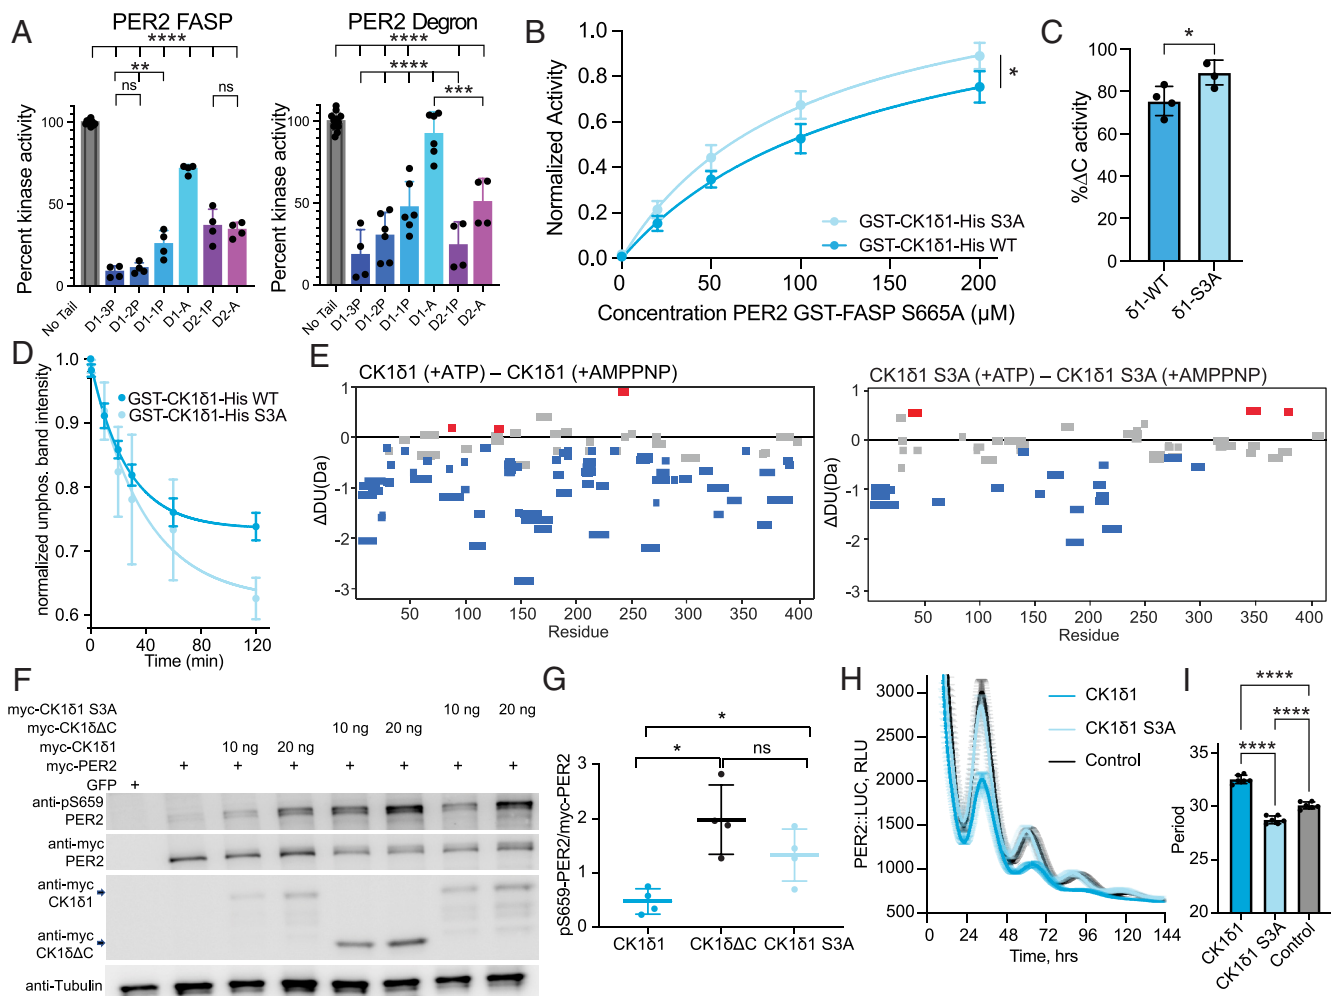 A
PER2 FASP
****
**
ns
ns
Percent kinase activity
100
50
0
No Tail
D1-3P
D1-2P
D1-1P
D1-A
D2-1P
D2-A
PER2 Degron
****
****
***
Percent kinase activity
100
50
0
No Tail
D1-3P
D1-2P
D1-1P
D1-A
D2-1P
D2-A
B
Normalized Activity
1.0
0.8
0.6
0.4
0.2
0
*
GST-CK1δ1-His S3A
GST-CK1δ1-His WT
0
50
100
150
200
Concentration PER2 GST-FASP S665A (μM)
C
*
%ΔC activity
100
80
60
40
20
0
δ1-WT
δ1-S3A
D
normalized unphos. band intensity
1.0
0.9
0.8
0.7
0.6
GST-CK1δ1-His WT
GST-CK1δ1-His S3A
0
40
80
120
Time (min)
E
CK1δ1 (+ATP) – CK1δ1 (+AMPPNP)
ΔDU(Da)
1
0
-1
-2
-3
50
100
150
200
250
300
350
400
Residue
CK1δ1 S3A (+ATP) – CK1δ1 S3A (+AMPPNP)
ΔDU(Da)
1
0
-1
-2
-3
50
100
150
200
250
300
350
400
Residue
F
myc-CK1δ1 S3A 10 ng 20 ng
myc-CK1δΔC 10 ng 20 ng
myc-CK1δ1 10 ng 20 ng
myc-PER2 + + + + + + +
GFP +
anti-pS659
PER2
anti-myc
PER2
anti-myc
CK1δ1
anti-myc
CK1δΔC
anti-Tubulin
G
*
*
ns
pS659-PER2/myc-PER2
3
2
1
0
CK1δ1
CK1δΔC
CK1δ1 S3A
H
PER2::LUC, RLU
3000
2500
2000
1500
1000
500
CK1δ1
CK1δ1 S3A
Control
0
24
48
72
96
120
144
Time, hrs
I
****
****
****
Period
35
30
25
20
CK1δ1
CK1δ1 S3A
Control